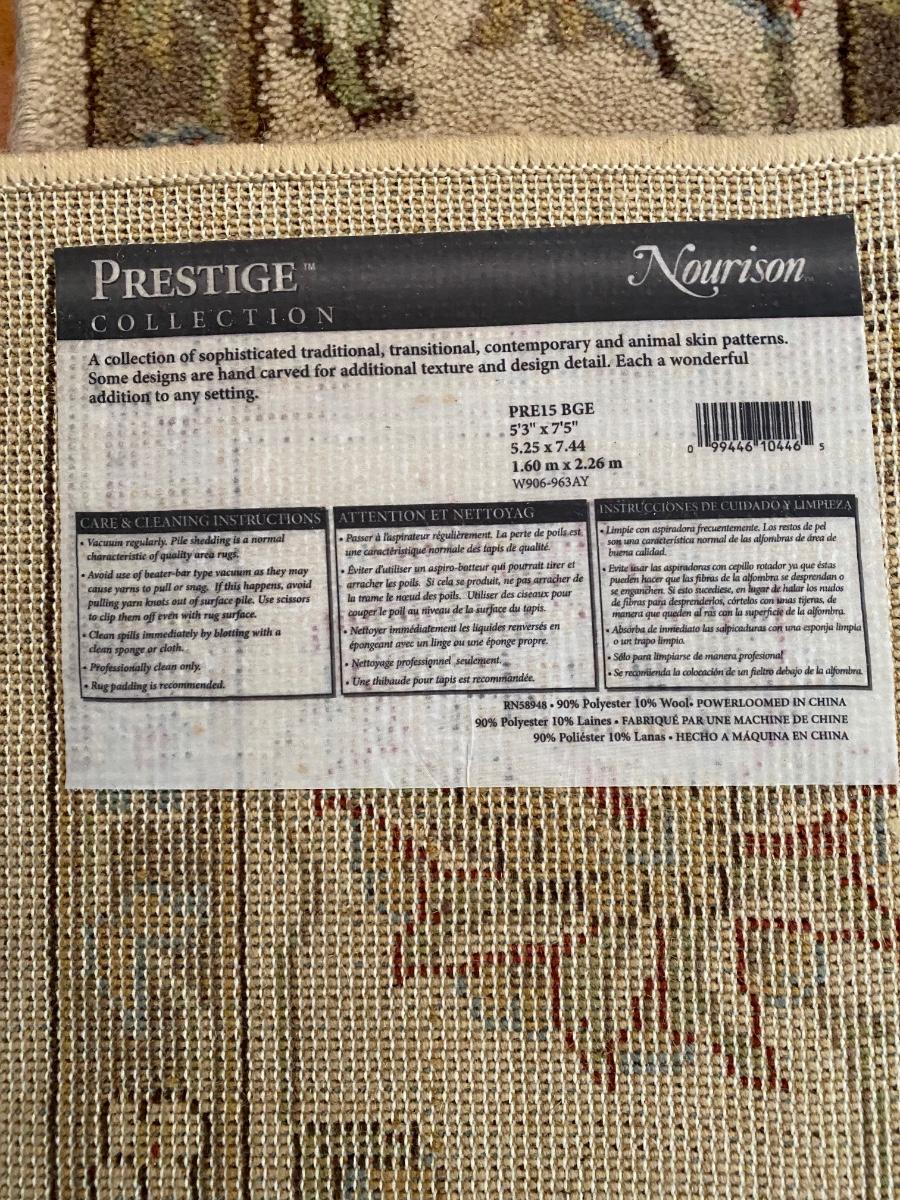 PRESTIGE™
COLLECTION
Nourison
A collection of sophisticated traditional, transitional, contemporary and animal skin patterns.
Some designs are hand carved for additional texture and design detail. Each a wonderful
addition to any setting.
PRE15 BGE
5'3" x 7'5"
5.25 x 7.44
1.60 m x 2.26 m
W906-963AY
0 99446 10446 5
CARE & CLEANING INSTRUCTIONS
• Vacuum regularly. Pile shedding is a normal
characteristic of quality area rugs.
• Avoid use of beater-bar type vacuum as they may
cause yarns to pull or snag. If this happens, avoid
pulling yarn knots out of surface pile. Use scissors
to clip them off even with rug surface.
• Clean spills immediately by blotting with a
clean sponge or cloth.
• Professionally clean only.
• Rug padding is recommended.
ATTENTION ET NETTOYAG
• Passer à l'aspirateur régulièrement. La perte de poils est
une caractéristique normale des tapis de qualité.
• Éviter d'utiliser un aspiro-batteur qui pourrait tirer et
arracher les poils. Si cela se produit, ne pas arracher de
la trame le nœud des poils. Utiliser des ciseaux pour
couper le poil au niveau de la surface du tapis.
• Nettoyer immédiatement les liquides renversés en
épongeant avec un linge ou une éponge propre.
• Nettoyage professionnel seulement.
• Une thibaude pour tapis est recommandée.
INSTRUCCIONES DE CUIDADO Y LIMPIEZA
• Limpie con aspiradora frecuentemente. Los restos de pel
son una característica normal de las alfombras de área de
buena calidad.
• Evite usar las aspiradoras con cepillo rotador ya que éstas
pueden hacer que las fibras de la alfombra se desprendan o
se enganchen. Si esto sucediese, en lugar de halar los nudos
de fibras para desprenderlos, córtelos con unas tijeras, de
manera que queden al ras con la superficie de la alfombra.
• Absórba de inmediato las salpicaduras con una esponja limpia
o un trapo limpio.
• Sólo para limpiarse de manera profesional
• Se recomienda la colocación de un fieltro debajo de la alfombra.
RN58948 • 90% Polyester 10% Wool• POWERLOOMED IN CHINA
90% Polyester 10% Laines • FABRIQUÉ PAR UNE MACHINE DE CHINE
90% Poliéster 10% Lanas • HECHO A MÁQUINA EN CHINA